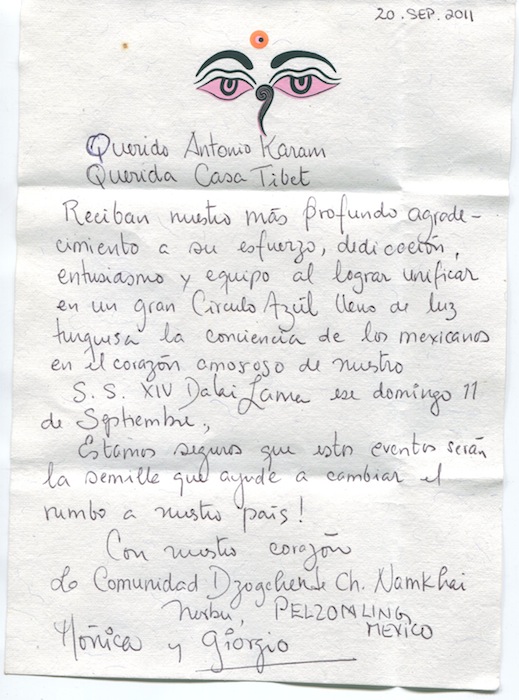 20. SEP. 2011
Querido Antonio Karam
Querida Casa Tibet
Reciban nuestro más profundo agrade-
cimiento a su esfuerzo, dedicación,
entusiasmo y equipo al lograr unificar
en un gran Circulo Azúl lleno de luz
turquesa la conciencia de los mexicanos
en el corazón amoroso de nuestro
S. S. XIV Dalai Lama ese domingo 11
de Septiembre,
Estamos seguros que estos eventos serán
la semilla que ayude a cambiar el
rumbo a nuestro país!
Con nuestro corazón
La Comunidad Dzogchen de Ch. Namkhai
Norbu, PELZOMLING
MEXICO
Mónica y Giorgio